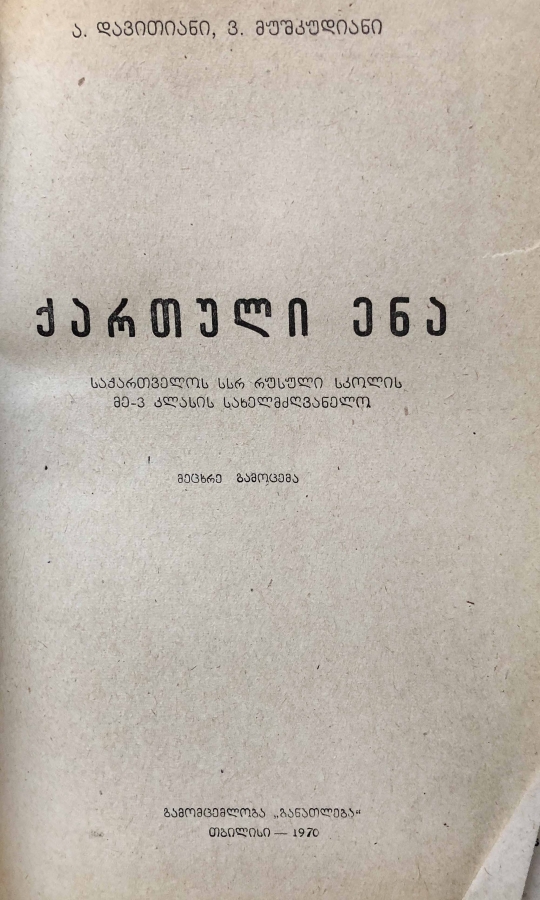 ა. დავითიანი, ვ. მუშკუდიანი
ქართული ენა
საქართველოს სსრ რუსული სკოლის
მე-3 კლასის სახელმძღვანელო
მეცხრე გამოცემა
გამომცემლობა „განათლება“
თბილისი — 1970